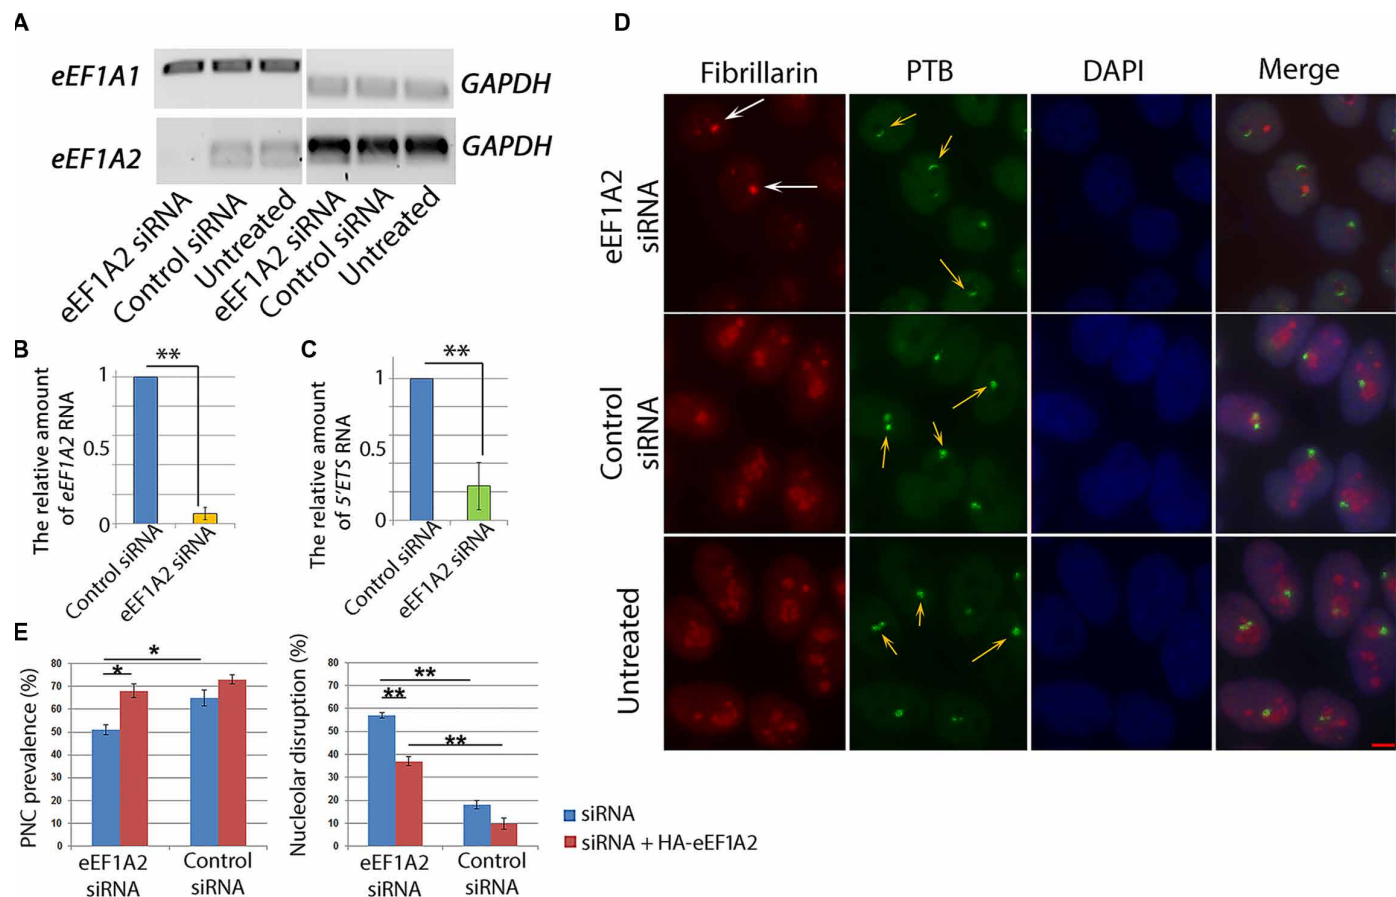 A
eEF1A1
GAPDH
eEF1A2
GAPDH
eEF1A2 siRNA
Control siRNA
Untreated
eEF1A2 siRNA
Control siRNA
Untreated
B
The relative amount
of eEF1A2 RNA
1
0.5
0
**
Control siRNA
eEF1A2 siRNA
C
The relative amount
of 5'ETS RNA
1
0.5
0
**
Control siRNA
eEF1A2 siRNA
D
Fibrillarin
PTB
DAPI
Merge
eEF1A2
siRNA
Control
siRNA
Untreated
E
PNC prevalence (%)
80
70
60
50
40
30
20
10
0
*
*
eEF1A2
siRNA
Control
siRNA
Nucleolar disruption (%)
80
70
60
50
40
30
20
10
0
**
**
**
eEF1A2
siRNA
Control
siRNA
siRNA
siRNA + HA-eEF1A2